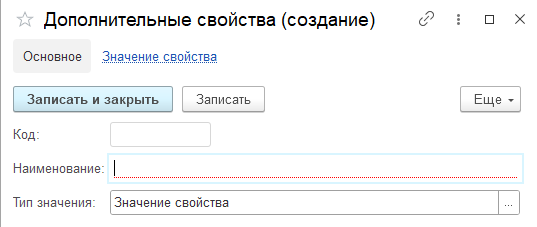 Дополнительные свойства (создание)
Основное Значение свойства
Записать и закрыть Записать Еще
Код:
Наименование:
Тип значения: Значение свойства ...